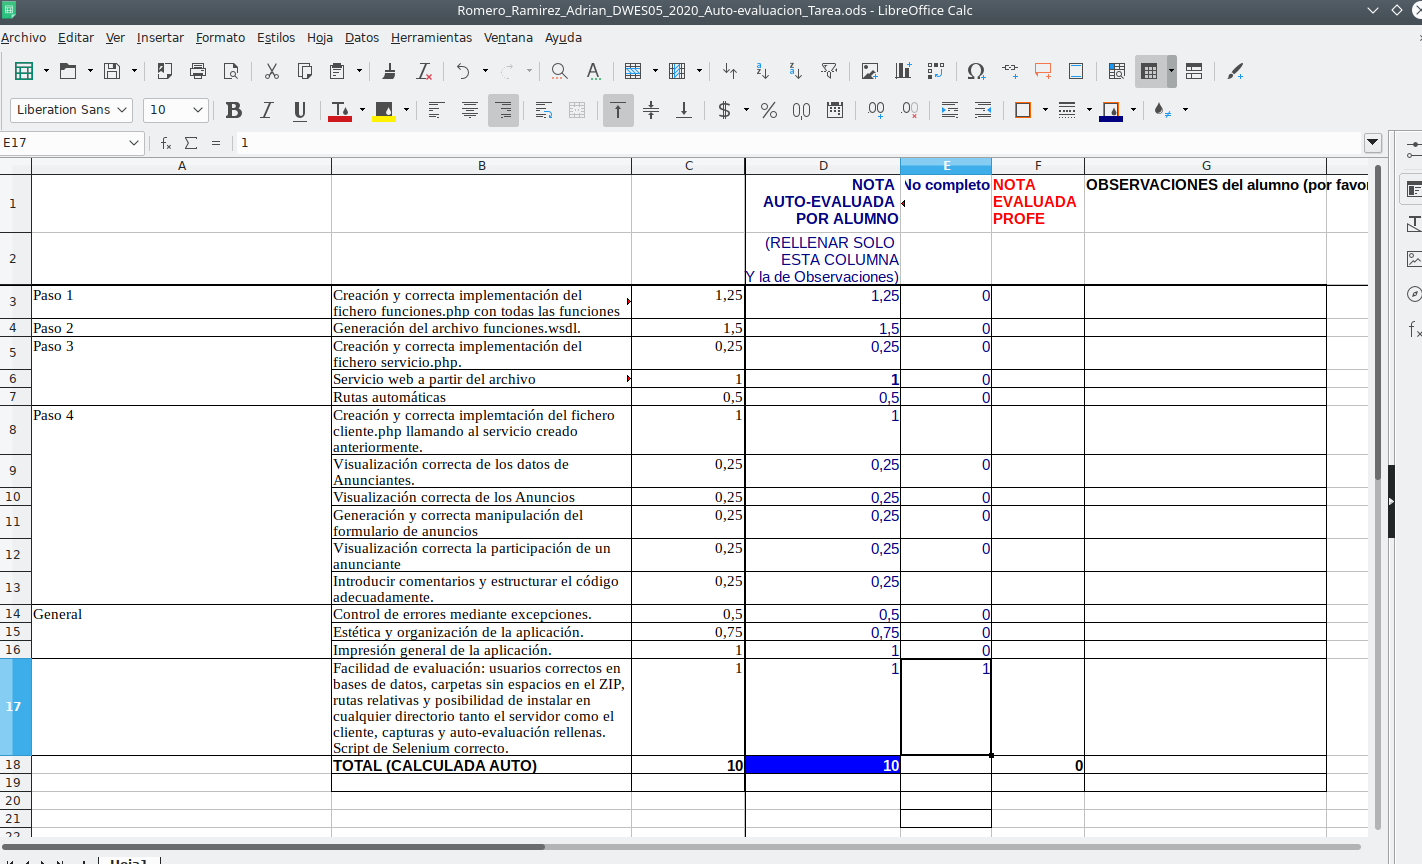 Romero_Ramirez_Adrian_DWES05_2020_Auto-evaluacion_Tarea.ods - LibreOffice Calc
Archivo Editar Ver Insertar Formato Estilos Hoja Datos Herramientas Ventana Ayuda
Liberation Sans 10
E17 1
A B C D E F G
1
NOTA
AUTO-EVALUADA
POR ALUMNO
No completo
NOTA
EVALUADA
PROFE
OBSERVACIONES del alumno (por favor
2
(RELLENAR SOLO
ESTA COLUMNA
Y la de Observaciones)
3 Paso 1 Creación y correcta implementación del 1,25 1,25 0
fichero funciones.php con todas las funciones
4 Paso 2 Generación del archivo funciones.wsdl. 1,5 1,5 0
5 Paso 3 Creación y correcta implementación del 0,25 0,25 0
fichero servicio.php.
6 Servicio web a partir del archivo 1 1 0
7 Rutas automáticas 0,5 0,5 0
8 Paso 4 Creación y correcta implemtación del fichero 1 1
cliente.php llamando al servicio creado
anteriormente.
9 Visualización correcta de los datos de 0,25 0,25 0
Anunciantes.
10 Visualización correcta de los Anuncios 0,25 0,25 0
11 Generación y correcta manipulación del 0,25 0,25 0
formulario de anuncios
12 Visualización correcta la participación de un 0,25 0,25 0
anunciante
13 Introducir comentarios y estructurar el código 0,25 0,25
adecuadamente.
14 General Control de errores mediante excepciones. 0,5 0,5 0
15 Estética y organización de la aplicación. 0,75 0,75 0
16 Impresión general de la aplicación. 1 1 0
17 Facilidad de evaluación: usuarios correctos en 1 1 1
bases de datos, carpetas sin espacios en el ZIP,
rutas relativas y posibilidad de instalar en
cualquier directorio tanto el servidor como el
cliente, capturas y auto-evaluación rellenas.
Script de Selenium correcto.
18 TOTAL (CALCULADA AUTO) 10 10 0
19
20
21
22
Hoja1